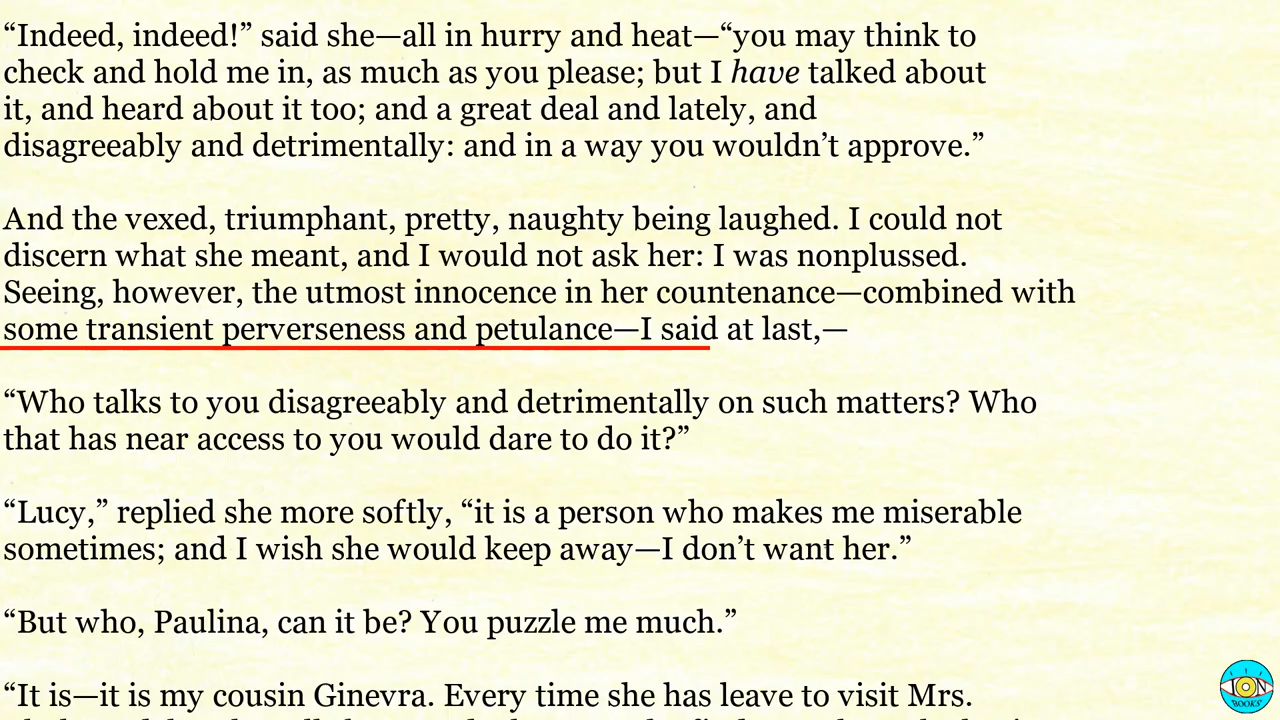 “Indeed, indeed!” said she—all in hurry and heat—“you may think to
check and hold me in, as much as you please; but I have talked about
it, and heard about it too; and a great deal and lately, and
disagreeably and detrimentally: and in a way you wouldn’t approve.”
And the vexed, triumphant, pretty, naughty being laughed. I could not
discern what she meant, and I would not ask her: I was nonplussed.
Seeing, however, the utmost innocence in her countenance—combined with
some transient perverseness and petulance—I said at last,—
“Who talks to you disagreeably and detrimentally on such matters? Who
that has near access to you would dare to do it?”
“Lucy,” replied she more softly, “it is a person who makes me miserable
sometimes; and I wish she would keep away—I don’t want her.”
“But who, Paulina, can it be? You puzzle me much.”
“It is—it is my cousin Ginevra. Every time she has leave to visit Mrs.
ION
BOOKS